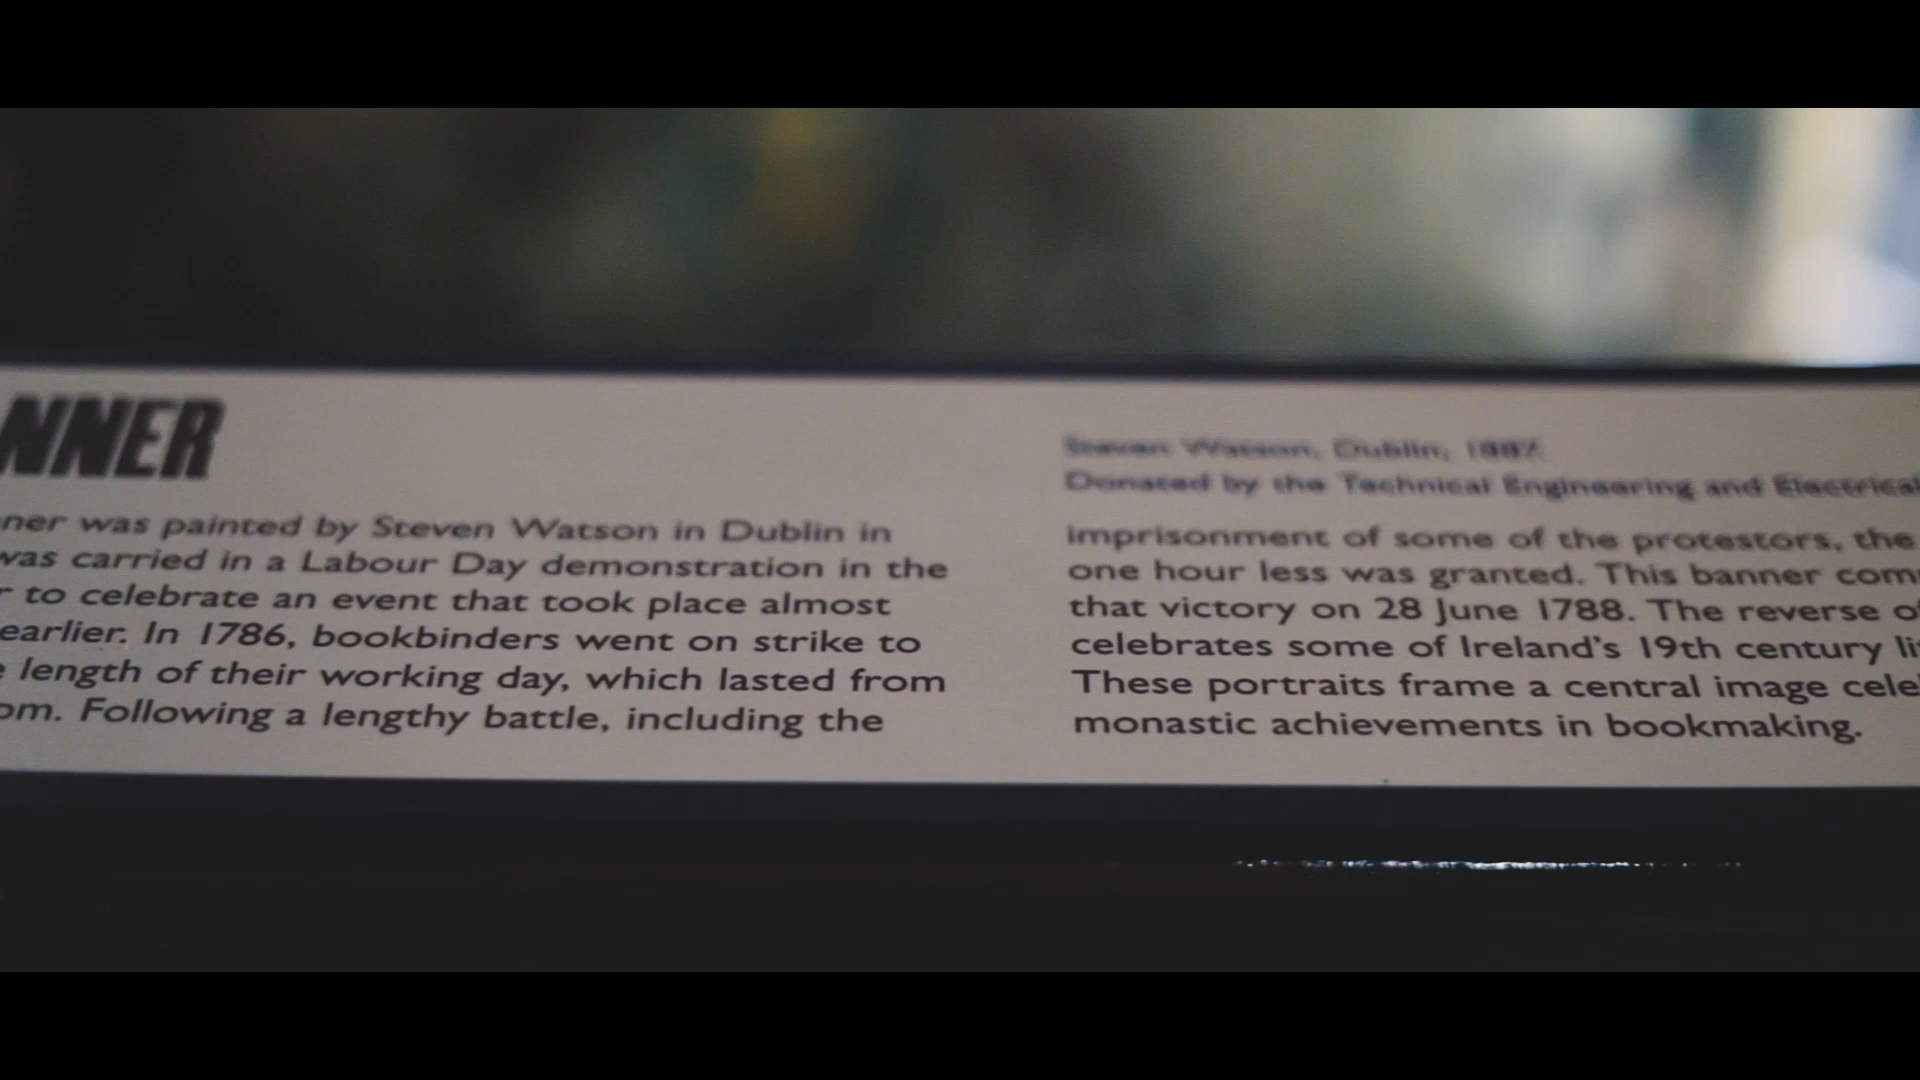 NNER
ner was painted by Steven Watson in Dublin in
was carried in a Labour Day demonstration in the
r to celebrate an event that took place almost
earlier. In 1786, bookbinders went on strike to
e length of their working day, which lasted from
om. Following a lengthy battle, including the
Steven Watson, Dublin, 1887.
Donated by the Technical Engineering and Electrical
imprisonment of some of the protestors, the
one hour less was granted. This banner com
that victory on 28 June 1788. The reverse o
celebrates some of Ireland's 19th century li
These portraits frame a central image cele
monastic achievements in bookmaking.